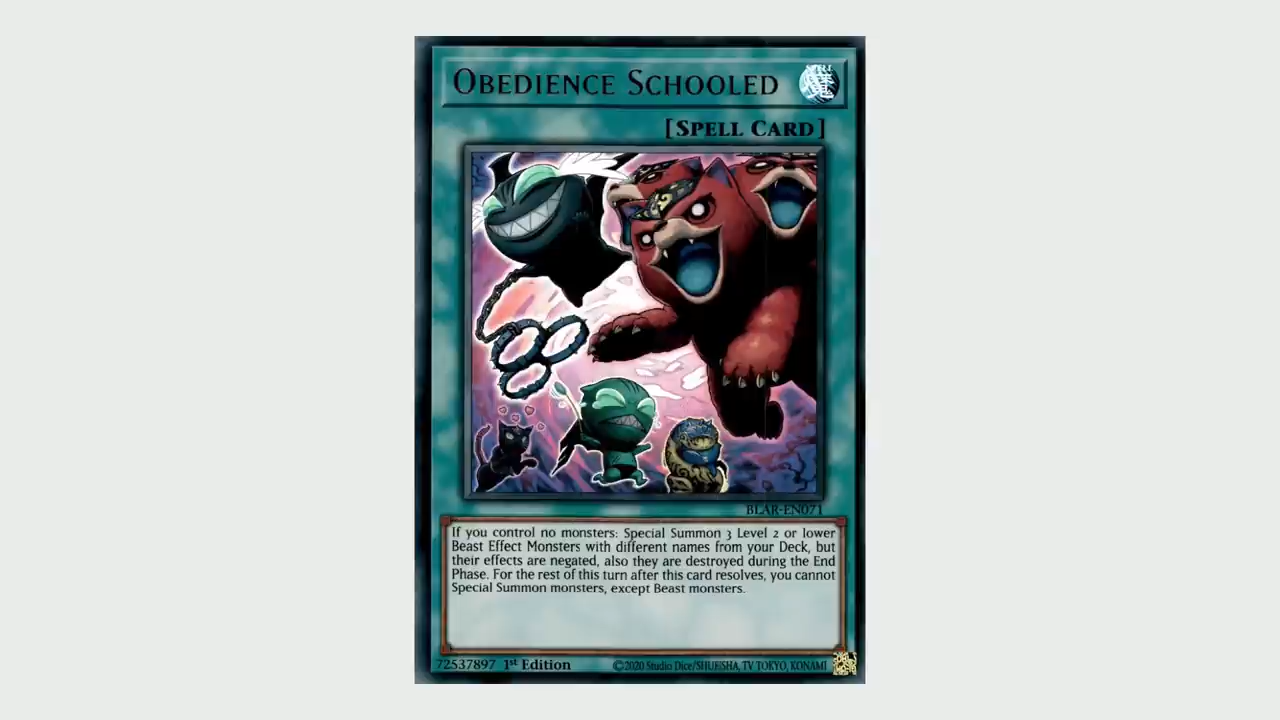 Obedience Schooled
[Spell Card]
BLAR-EN071
If you control no monsters: Special Summon 3 Level 2 or lower
Beast Effect Monsters with different names from your Deck, but
their effects are negated, also they are destroyed during the End
Phase. For the rest of this turn after this card resolves, you cannot
Special Summon monsters, except Beast monsters.
72537897 1st Edition ©2020 Studio Dice/SHUEISHA, TV TOKYO, KONAMI